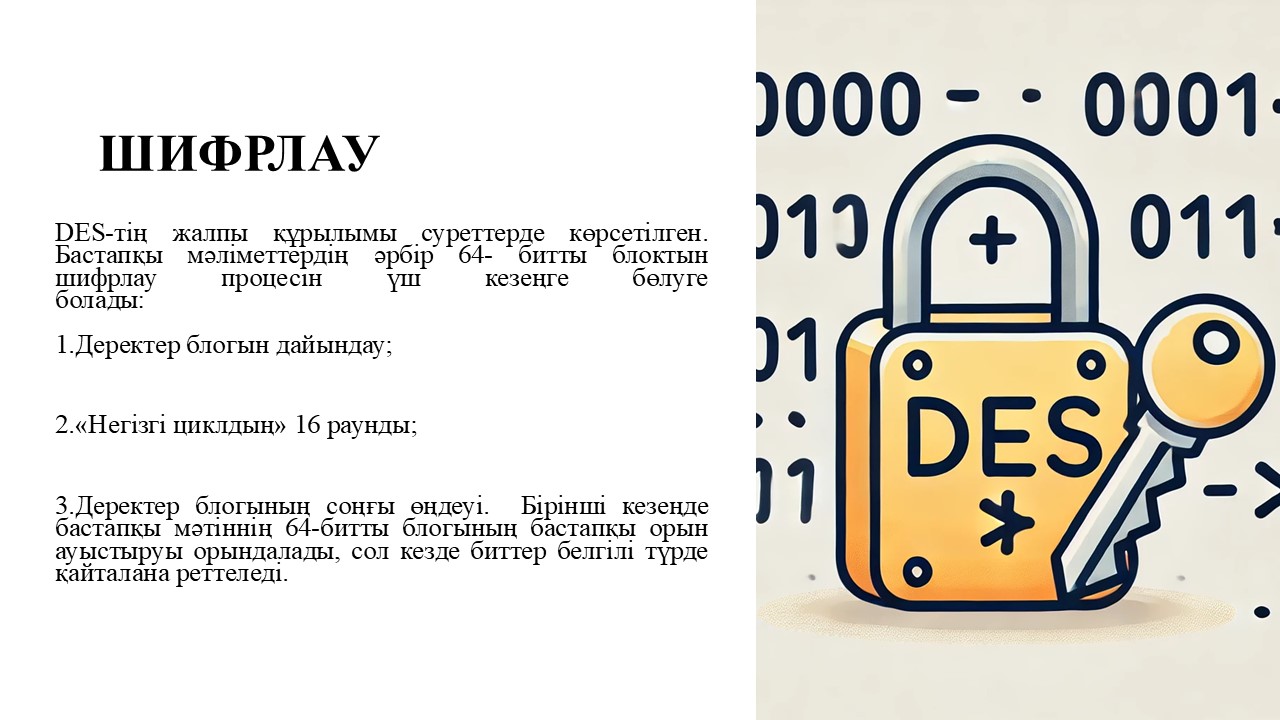 ШИФРЛАУ
DES-тің жалпы құрылымы суреттерде көрсетілген.
Бастапқы мәліметтердің әрбір 64- битты блоктын
шифрлау процесін үш кезеңге бөлуге
болады:
1.Деректер блогын дайындау;
2.«Негізгі циклдың» 16 раунды;
3.Деректер блогының соңғы өңдеуі. Бірінші кезеңде
бастапқы мәтіннің 64-битты блогының бастапқы орын
ауыстыруы орындалады, сол кезде биттер белгілі түрде
қайталана реттеледі.
0000 - · 0001·
010 011·
+
01
DES
01 ->
*